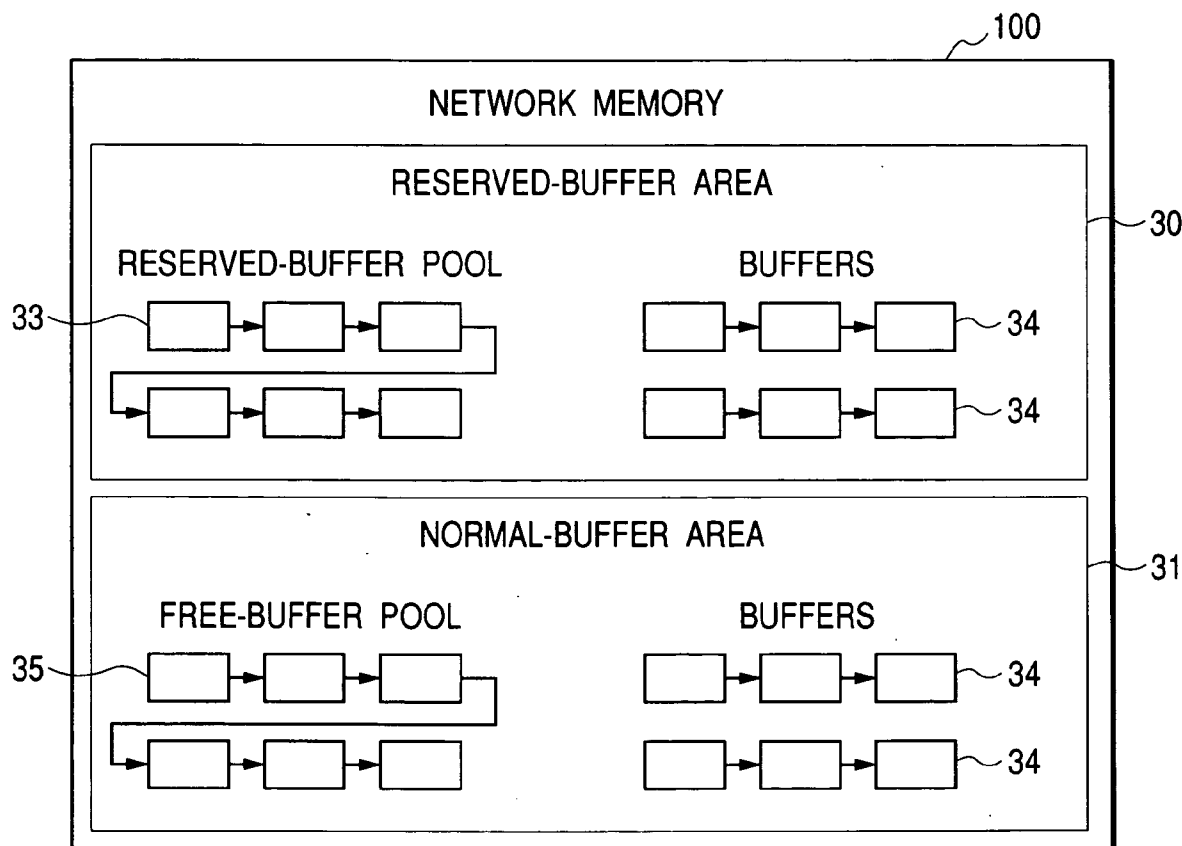 100
NETWORK MEMORY
RESERVED-BUFFER AREA
30
RESERVED-BUFFER POOL
BUFFERS
33
34
34
NORMAL-BUFFER AREA
31
FREE-BUFFER POOL
BUFFERS
35
34
34